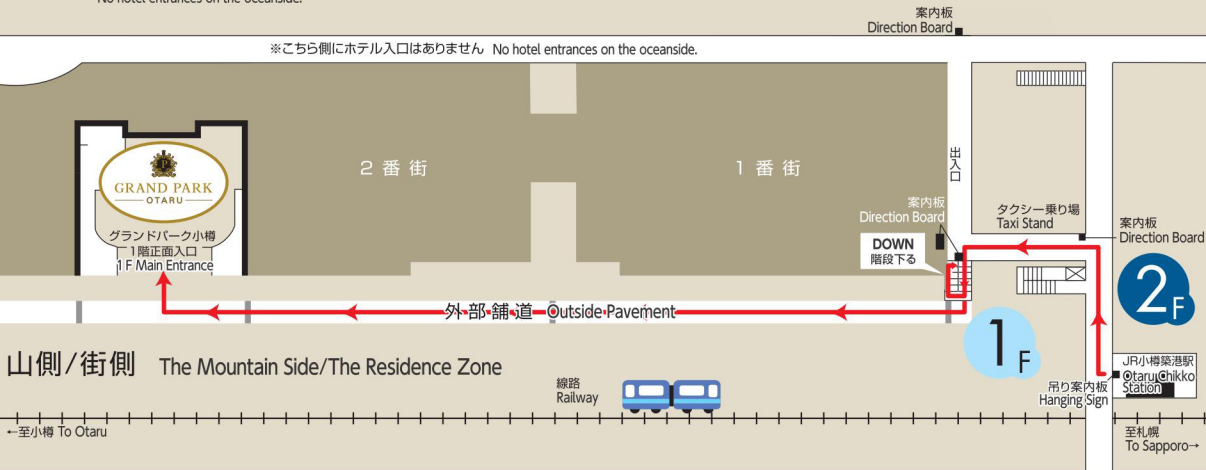 No hotel entrances on the oceanside.
案内板
Direction Board
※こちら側にホテル入口はありません No hotel entrances on the oceanside.
P
GRAND PARK
OTARU
グランドパーク小樽
1階正面入口
1F Main Entrance
2番街
1番街
出入口
案内板
Direction Board
DOWN
階段下る
タクシー乗り場
Taxi Stand
案内板
Direction Board
2F
外部舗道 Outside Pavement
1F
山側/街側 The Mountain Side/The Residence Zone
線路
Railway
JR小樽築港駅
Otaru Chikko
Station
吊り案内板
Hanging Sign
←至小樽 To Otaru
至札幌
To Sapporo→